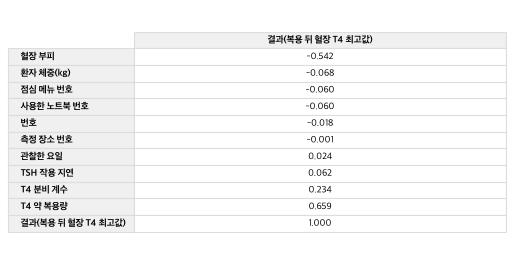 결과(복용 뒤 혈장 T4 최고값)
혈장 부피 -0.542
환자 체중(kg) -0.068
점심 메뉴 번호 -0.060
사용한 노트북 번호 -0.060
번호 -0.018
측정 장소 번호 -0.001
관찰한 요일 0.024
TSH 작용 지연 0.062
T4 분비 계수 0.234
T4 약 복용량 0.659
결과(복용 뒤 혈장 T4 최고값) 1.000